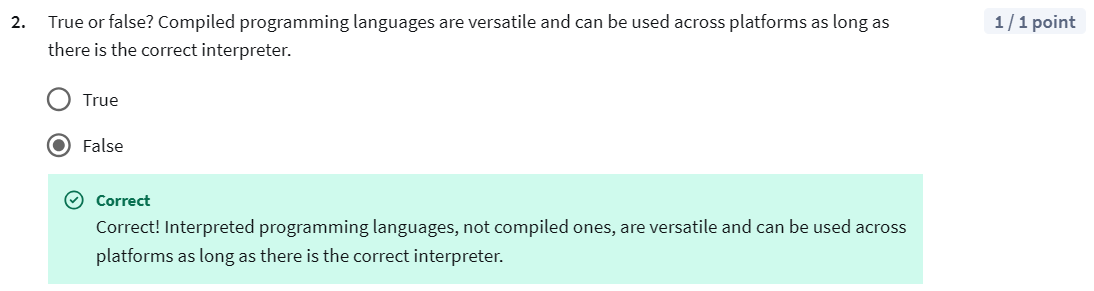 2. True or false? Compiled programming languages are versatile and can be used across platforms as long as 1 / 1 point
there is the correct interpreter.
True
False
Correct
Correct! Interpreted programming languages, not compiled ones, are versatile and can be used across
platforms as long as there is the correct interpreter.